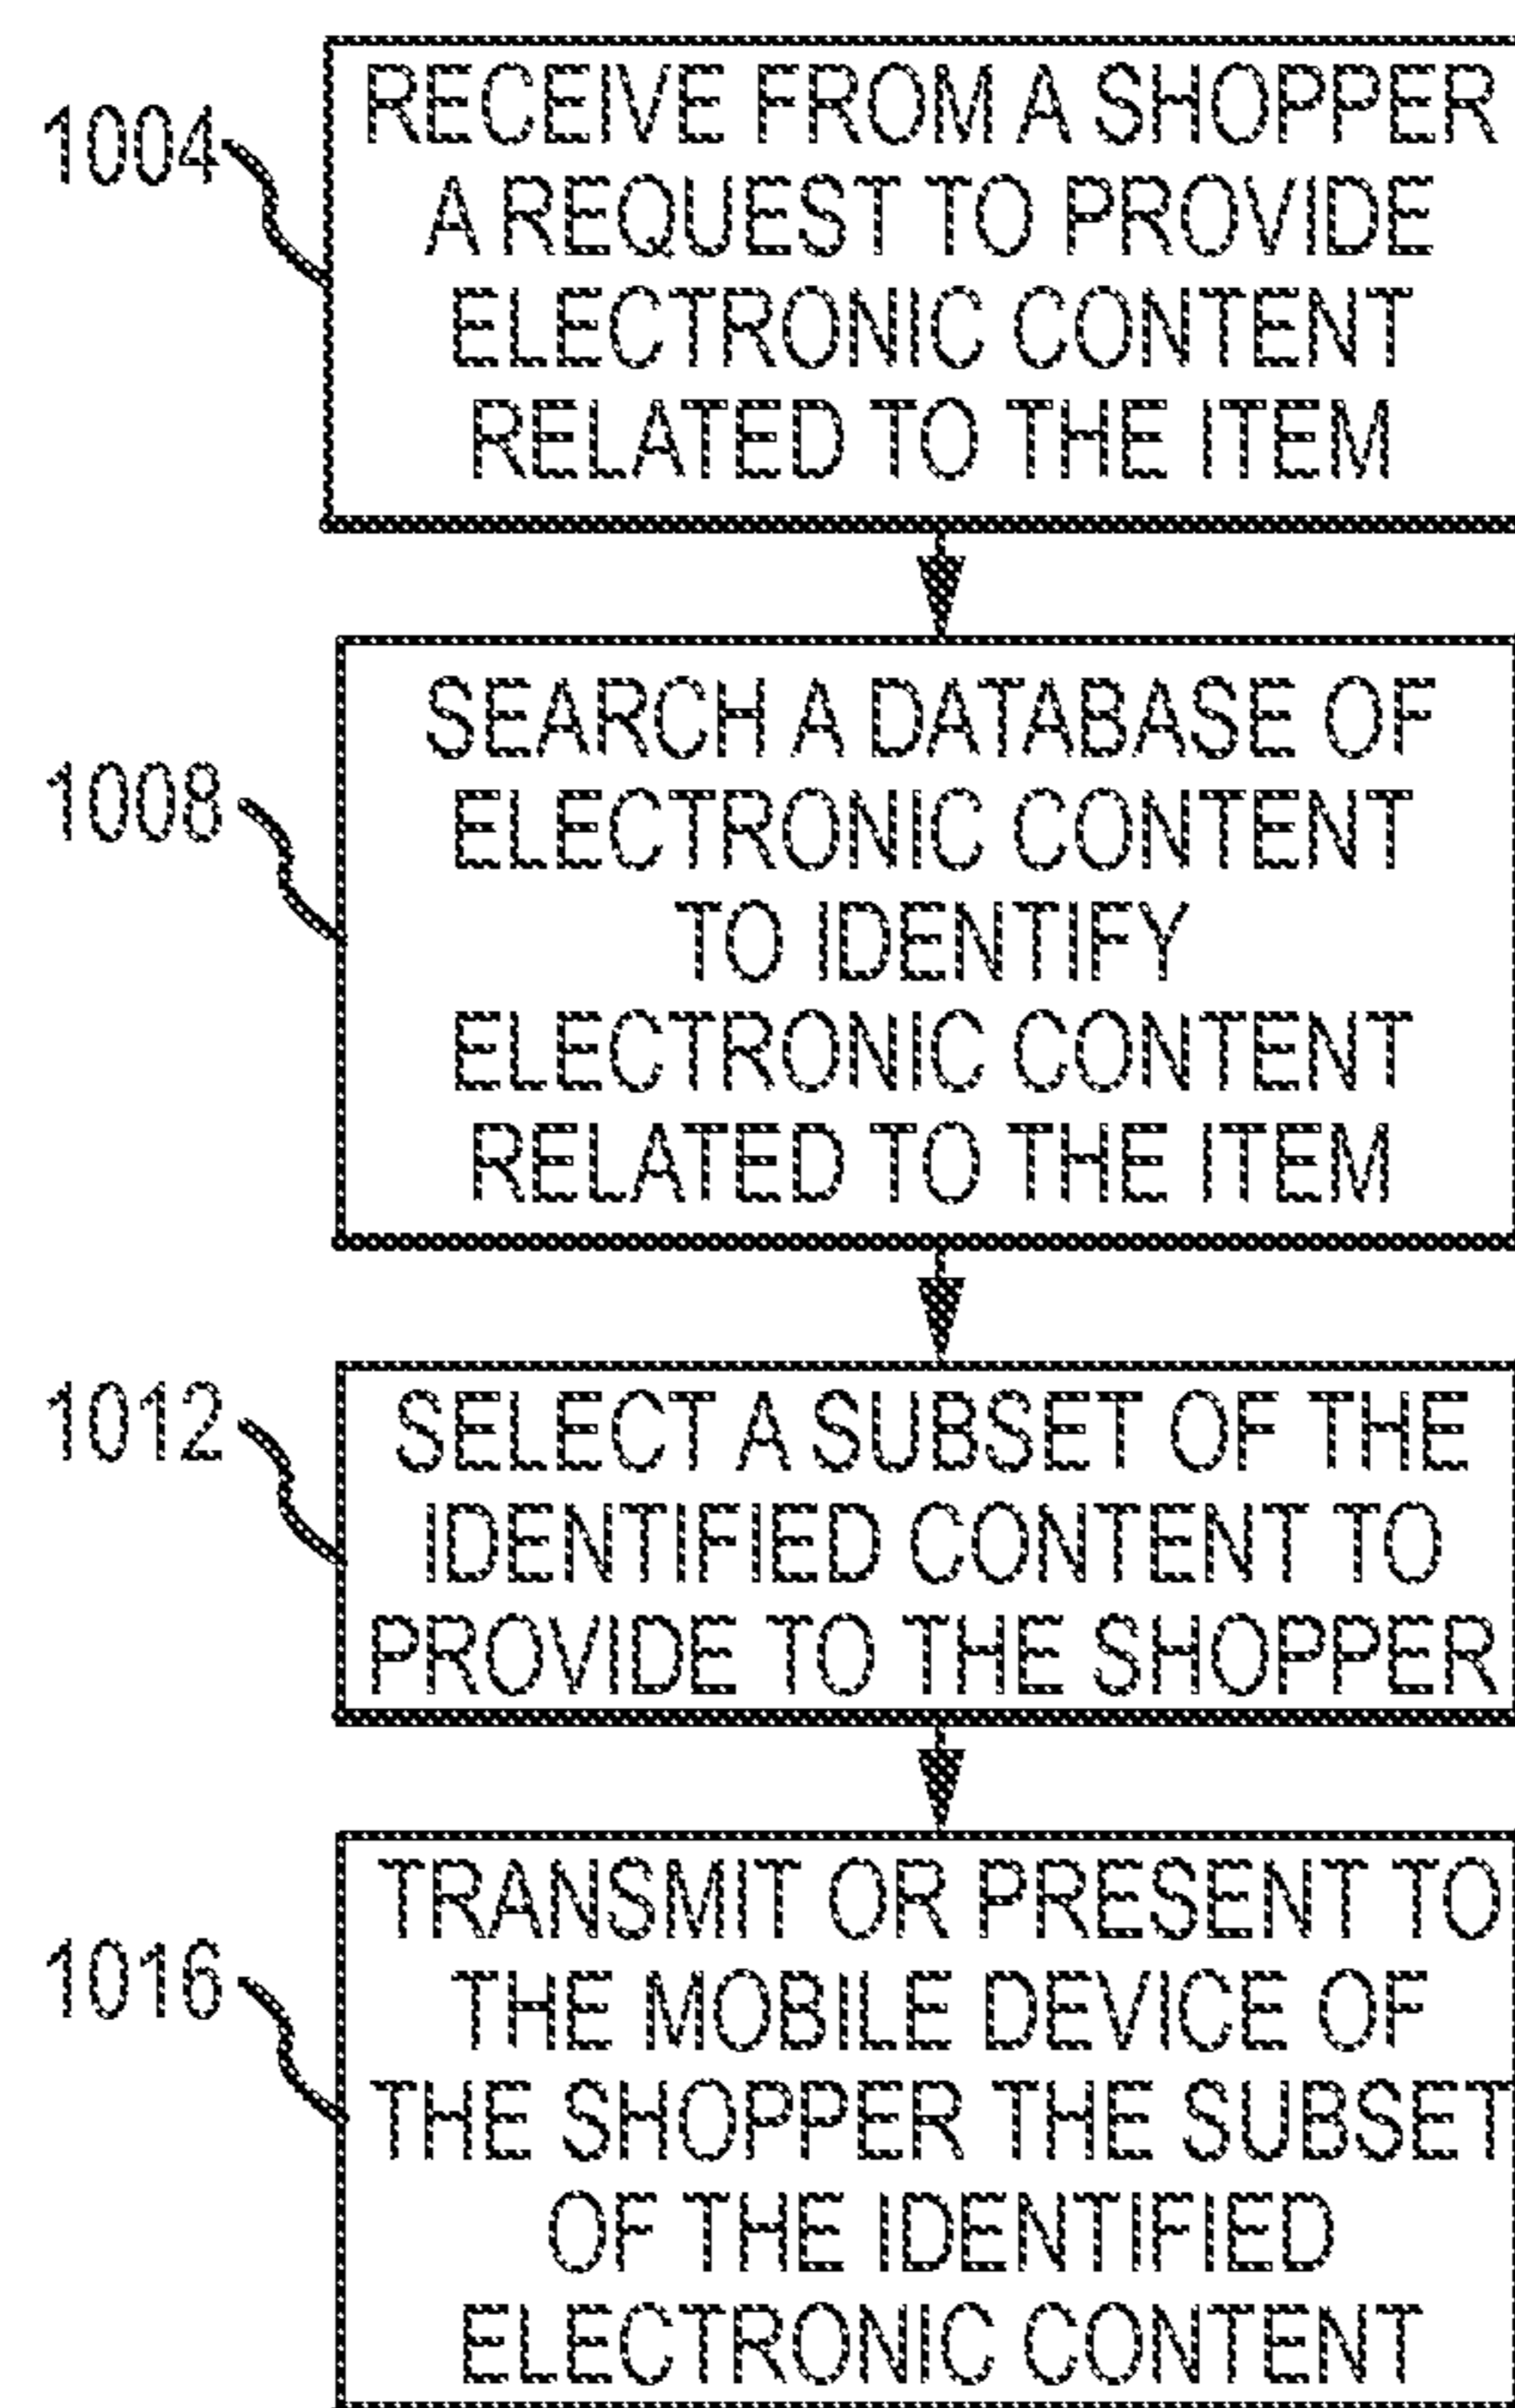 1004
RECEIVE FROM A SHOPPER
A REQUEST TO PROVIDE
ELECTRONIC CONTENT
RELATED TO THE ITEM
1008
SEARCH A DATABASE OF
ELECTRONIC CONTENT
TO IDENTIFY
ELECTRONIC CONTENT
RELATED TO THE ITEM
1012
SELECT A SUBSET OF THE
IDENTIFIED CONTENT TO
PROVIDE TO THE SHOPPER
1016
TRANSMIT OR PRESENT TO
THE MOBILE DEVICE OF
THE SHOPPER THE SUBSET
OF THE IDENTIFIED
ELECTRONIC CONTENT